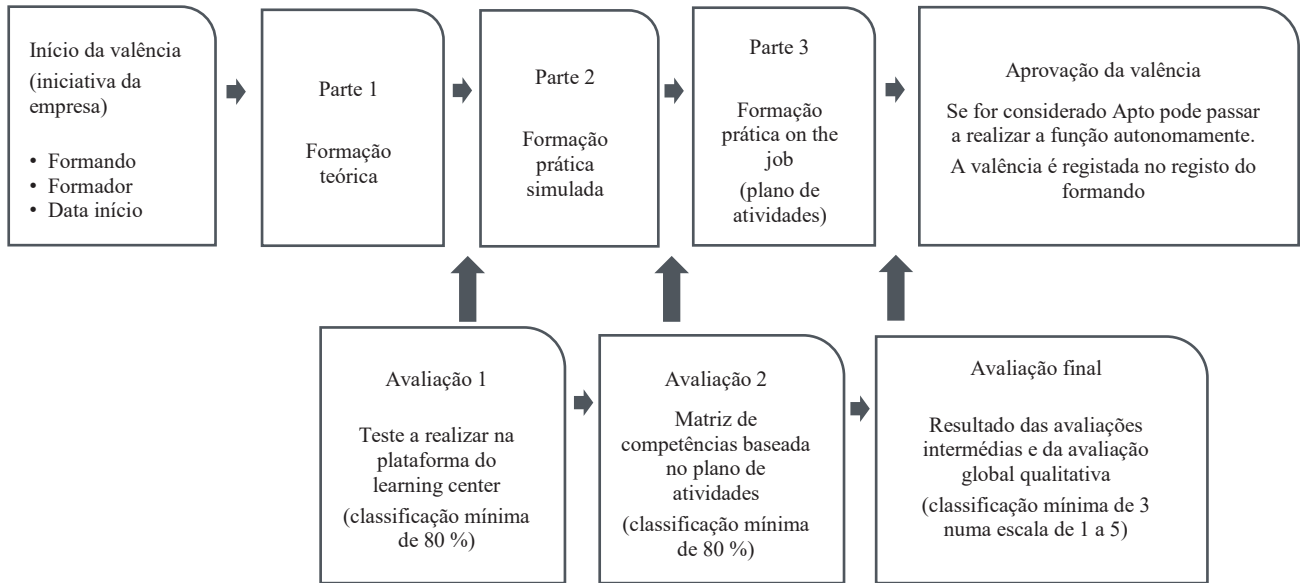 Início da valência
(iniciativa da
empresa)
• Formando
• Formador
• Data início
Parte 1
Formação
teórica
Parte 2
Formação
prática
simulada
Parte 3
Formação
prática on the
job
(plano de
atividades)
Aprovação da valência
Se for considerado Apto pode passar
a realizar a função autonomamente.
A valência é registada no registo do
formando
Avaliação 1
Teste a realizar na
plataforma do
learning center
(classificação mínima
de 80 %)
Avaliação 2
Matriz de
competências baseada
no plano de
atividades
(classificação mínima
de 80 %)
Avaliação final
Resultado das avaliações
intermédias e da avaliação
global qualitativa
(classificação mínima de 3
numa escala de 1 a 5)